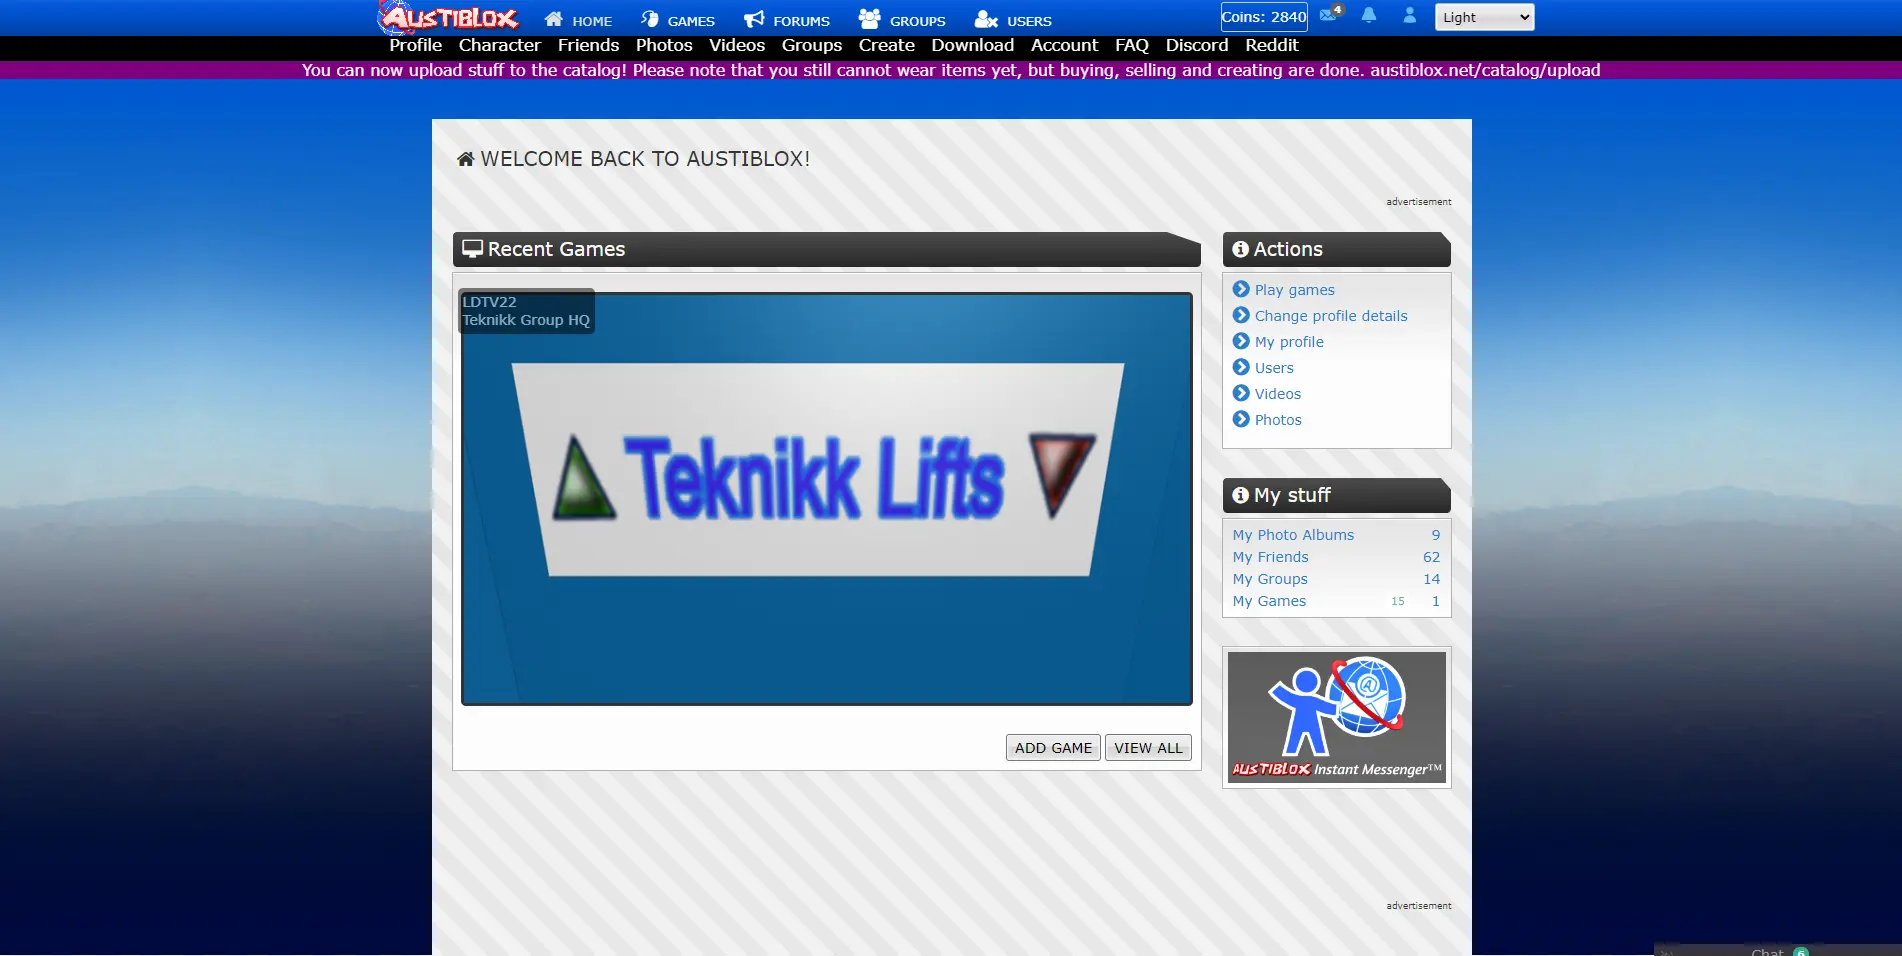 AUSTIBLOX HOME GAMES FORUMS GROUPS USERS Coins: 2840 4 Light
Profile Character Friends Photos Videos Groups Create Download Account FAQ Discord Reddit
You can now upload stuff to the catalog! Please note that you still cannot wear items yet, but buying, selling and creating are done. austiblox.net/catalog/upload
WELCOME BACK TO AUSTIBLOX!
advertisement
Recent Games
LDTV22
Teknikk Group HQ
Teknikk Lifts
ADD GAME VIEW ALL
Actions
Play games
Change profile details
My profile
Users
Videos
Photos
My stuff
My Photo Albums 9
My Friends 62
My Groups 14
My Games 15 1
@
AUSTIBLOX Instant Messenger™
advertisement
Chat 6